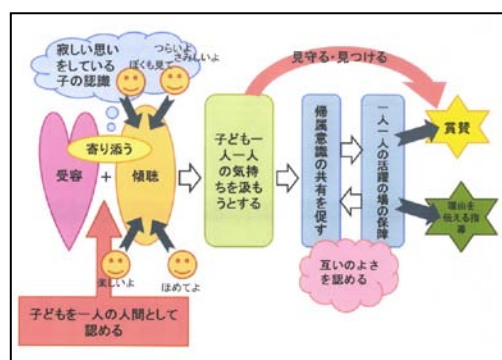 寂しい思い
をしている
子の認識
つらいよ
さみしいよ
ぼくも見て
寄り添う
受容
+
傾聴
楽しいよ
ほめてよ
子どもを一人の人間として
認める
子ども一
人一人の
気持ちを
汲もう
とする
帰属意識の共有を促す
一人一人の活躍の場の保障
互いのよさ
を認める
見守る・見つける
賞賛
理由を
伝える指
導